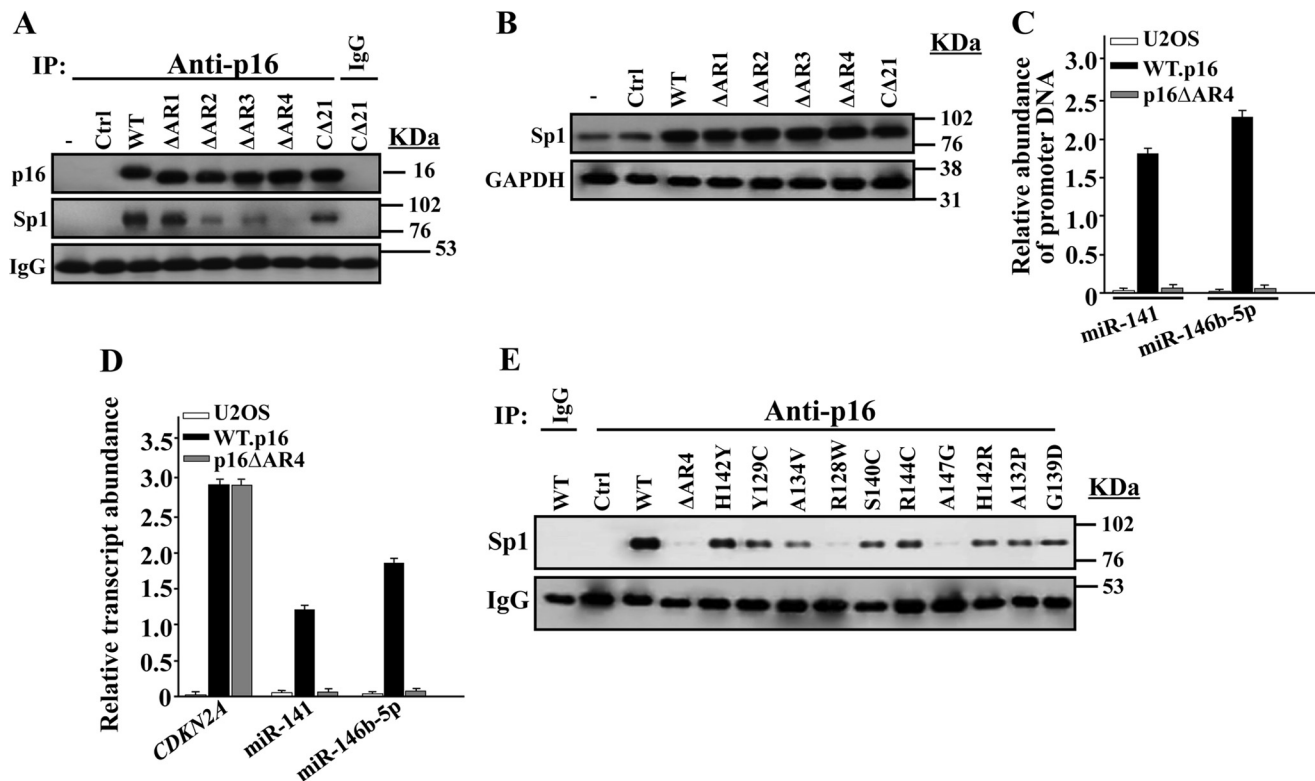 A
IP: Anti-p16 IgG
- Ctrl WT ΔAR1 ΔAR2 ΔAR3 ΔAR4 CΔ21 CΔ21
KDa
p16 16
Sp1 102
76
IgG 53
B
- Ctrl WT ΔAR1 ΔAR2 ΔAR3 ΔAR4 CΔ21
KDa
Sp1 102
76
GAPDH 38
31
C
U2OS
WT.p16
p16ΔAR4
Relative abundance
of promoter DNA
3.0
2.5
2.0
1.5
1.0
0.5
0
miR-141 miR-146b-5p
D
U2OS
WT.p16
p16ΔAR4
Relative transcript abundance
3.5
3.0
2.5
2.0
1.5
1.0
0.5
0
CDKN2A miR-141 miR-146b-5p
E
IP: IgG Anti-p16
WT Ctrl WT ΔAR4 H142Y Y129C A134V R128W S140C R144C A147G H142R A132P G139D
KDa
Sp1 102
76
IgG 53